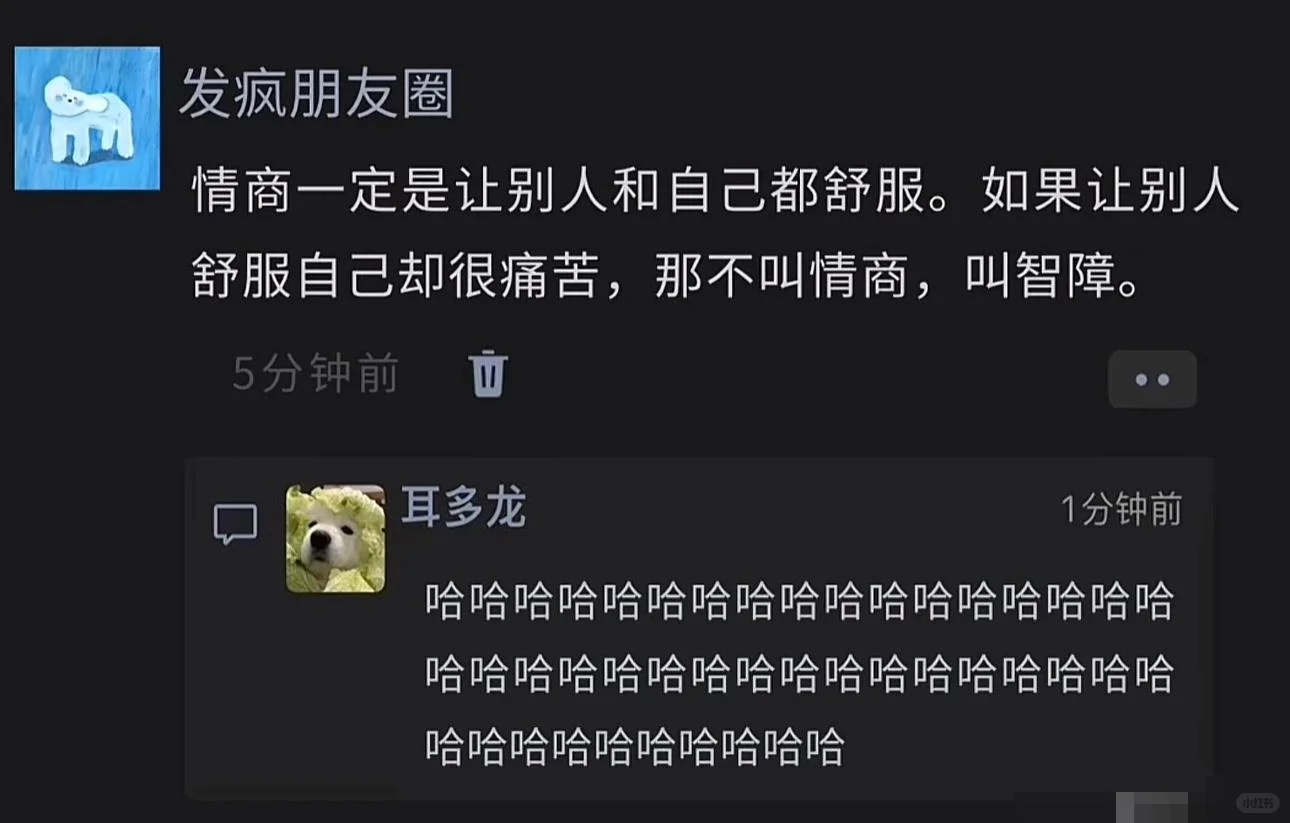 发疯朋友圈
情商一定是让别人和自己都舒服。如果让别人
舒服自己却很痛苦，那不叫情商，叫智障。
5分钟前
耳多龙
1分钟前
哈哈哈哈哈哈哈哈哈哈哈哈哈哈哈哈哈
哈哈哈哈哈哈哈哈哈哈哈哈哈哈哈哈哈
哈哈哈哈哈哈哈哈哈哈
小红书